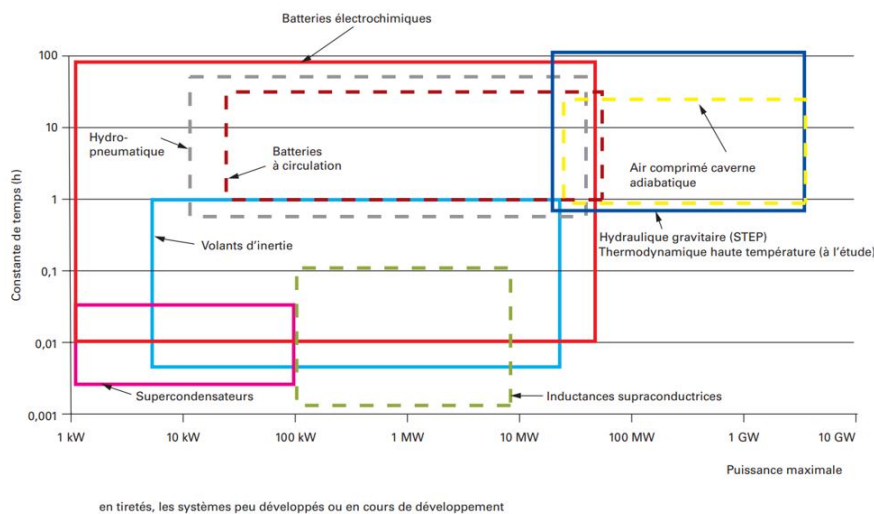 Batteries électrochimiques
100
10
1
0,1
0,01
0,001
Constante de temps (h)
Hydro-
pneumatique
Batteries
à circulation
Air comprimé caverne
adiabatique
Volants d'inertie
Hydraulique gravitaire (STEP)
Thermodynamique haute température (à l'étude)
Supercondensateurs
Inductances supraconductrices
1 kW
10 kW
100 kW
1 MW
10 MW
100 MW
1 GW
10 GW
Puissance maximale
en tiretés, les systèmes peu développés ou en cours de développement